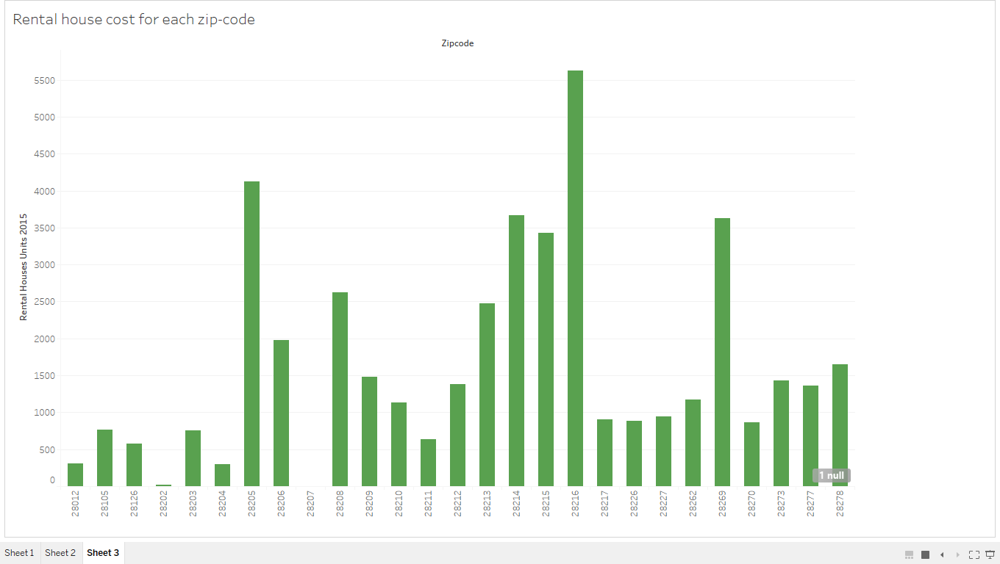 Rental house cost for each zip-code
Zipcode
Rental Houses Units 2015
5500
5000
4500
4000
3500
3000
2500
2000
1500
1000
500
0
1 null
28012 28105 28126 28202 28203 28204 28205 28206 28207 28208 28209 28210 28211 28212 28213 28214 28215 28216 28217 28226 28227 28262 28269 28270 28273 28277 28278
Sheet 1 Sheet 2 Sheet 3